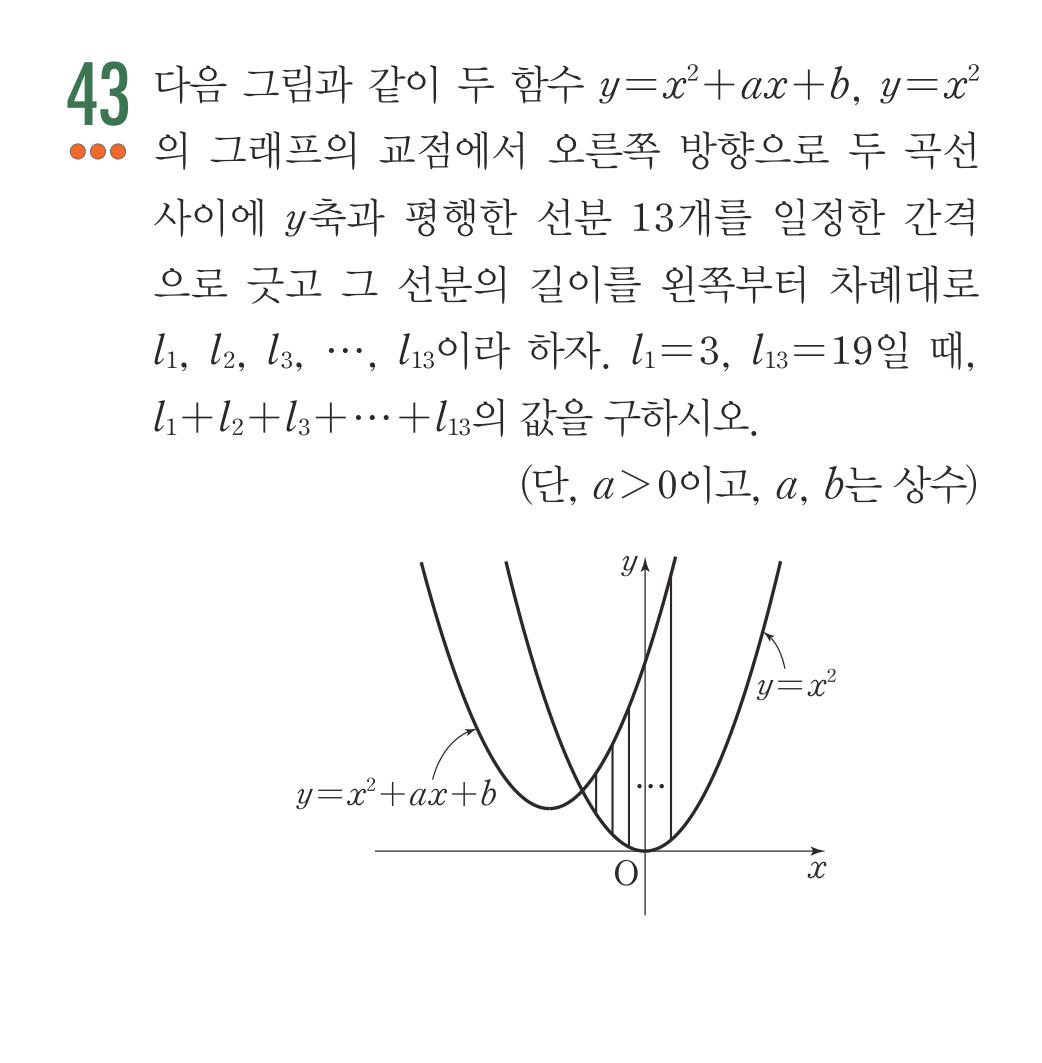 43 다음 그림과 같이 두 함수 y=x²+ax+b, y=x²
의 그래프의 교점에서 오른쪽 방향으로 두 곡선
사이에 y축과 평행한 선분 13개를 일정한 간격
으로 긋고 그 선분의 길이를 왼쪽부터 차례대로
l₁, l₂, l₃, ⋯, l₁₃이라 하자. l₁=3, l₁₃=19일 때,
l₁+l₂+l₃+⋯+l₁₃의 값을 구하시오.
(단, a>0이고, a, b는 상수)
y
y=x²
y=x²+ax+b
⋯
O
x